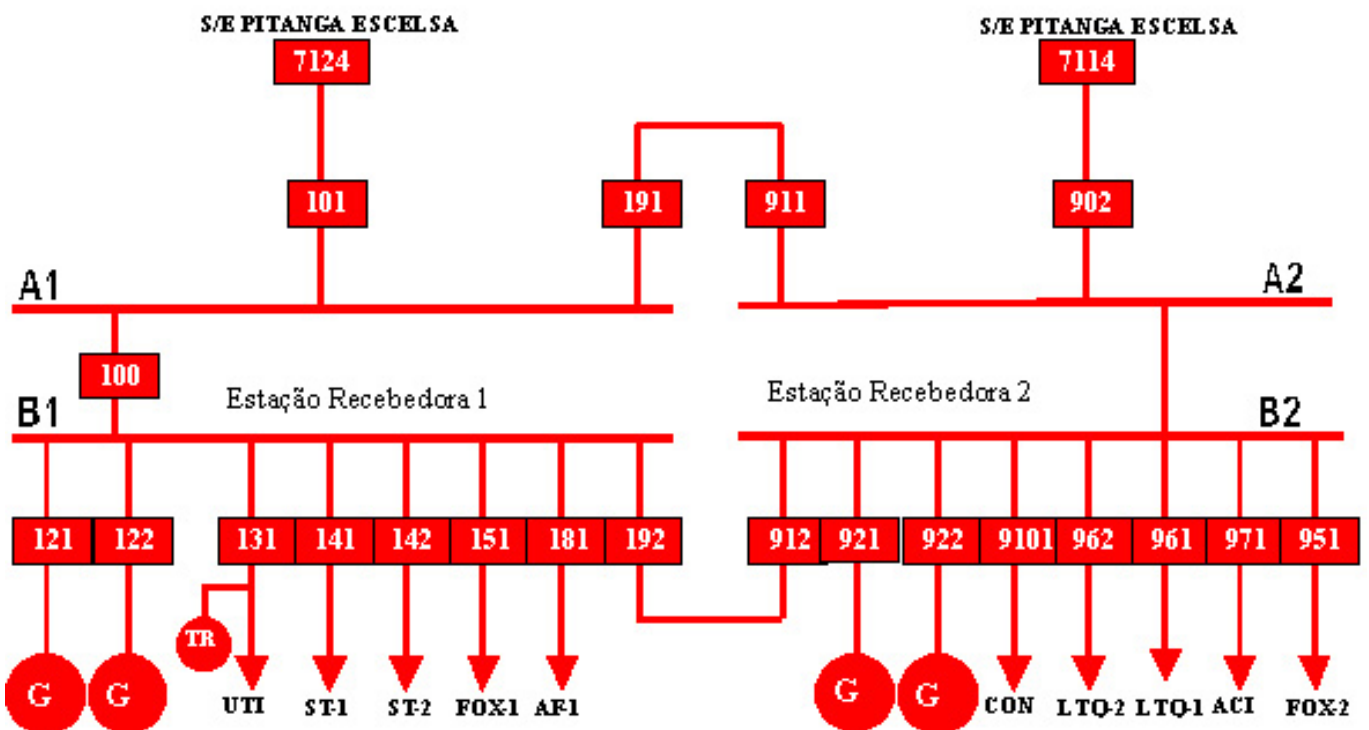 S/E PITANGA ESCELSA
S/E PITANGA ESCELSA
7124
7114
101
191
911
902
A1
A2
100
Estação Recebedora 1
Estação Recebedora 2
B1
B2
121
122
131
141
142
151
181
192
912
921
922
9101
962
961
971
951
TR
G
G
G
G
UTI
ST-1
ST-2
FOX-1
AF-1
CON
LTQ-2
LTQ-1
ACI
FOX-2